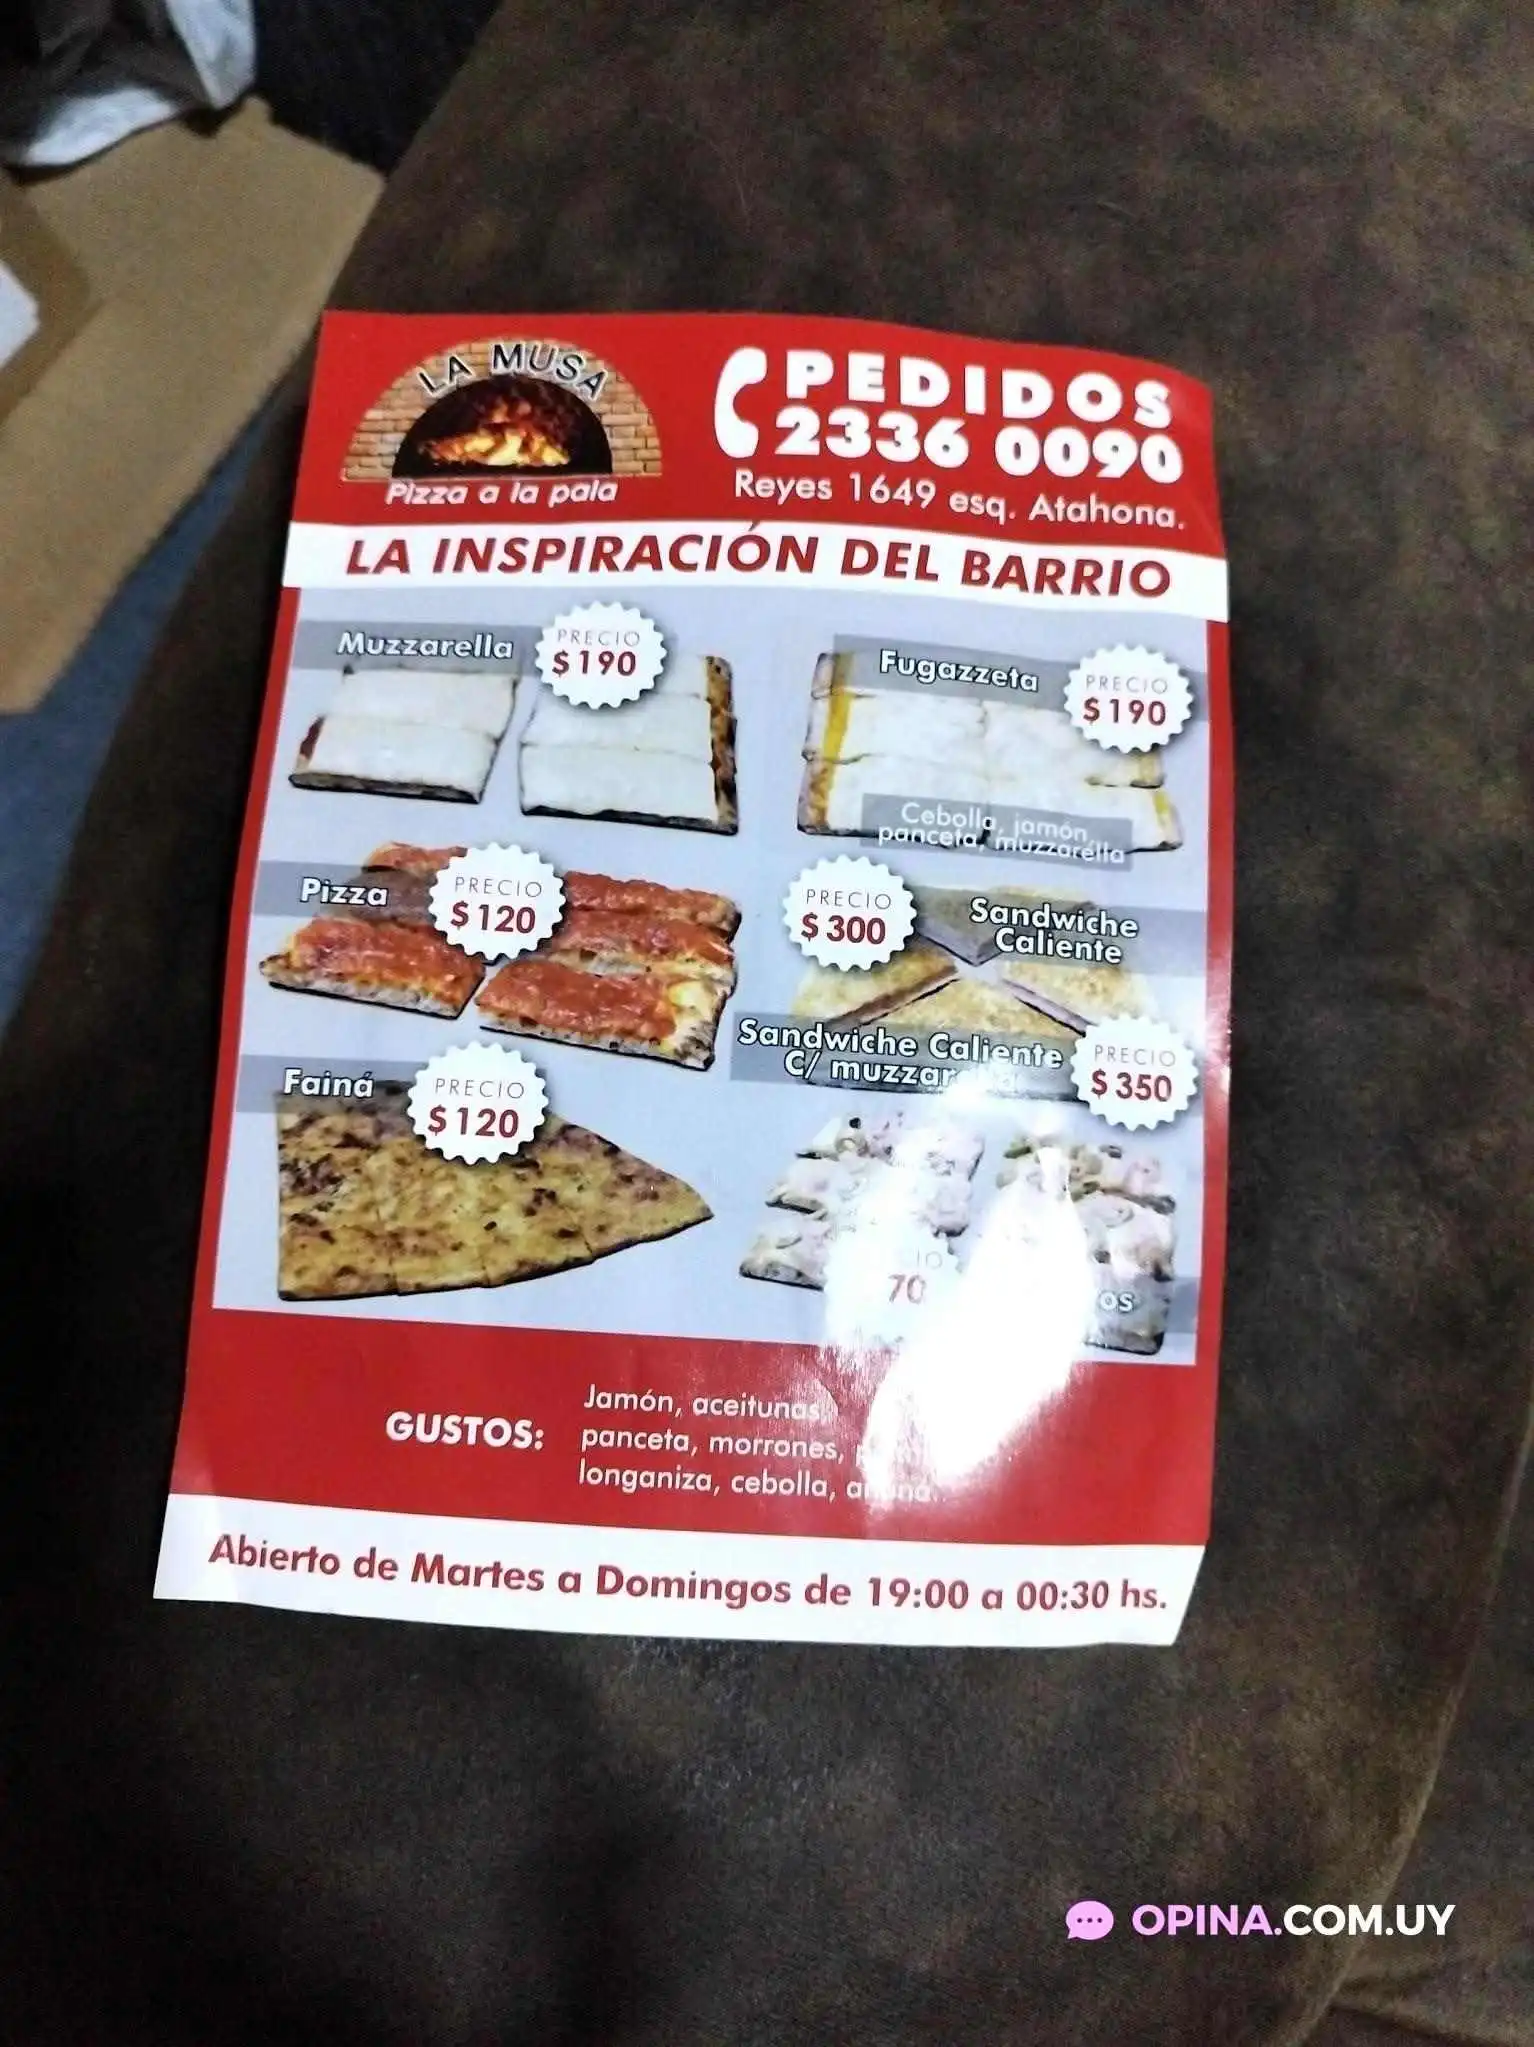 LA MUSA
Pizza a la pala
PEDIDOS
2336 0090
Reyes 1649 esq. Atahona.
LA INSPIRACIÓN DEL BARRIO
Muzzarella
PRECIO
$190
Fugazzeta
PRECIO
$190
Cebolla, jamón,
panceta, muzzarella
Pizza
PRECIO
$120
PRECIO
$300
Sandwiche
Caliente
Sandwiche Caliente
C/
PRECIO
$350
Fainá
PRECIO
$120
70
GUSTOS:
Jamón, aceitunas,
panceta, morrones,
longaniza, cebolla,
Abierto de Martes a Domingos de 19:00 a 00:30 hs.
OPINA.COM.UY